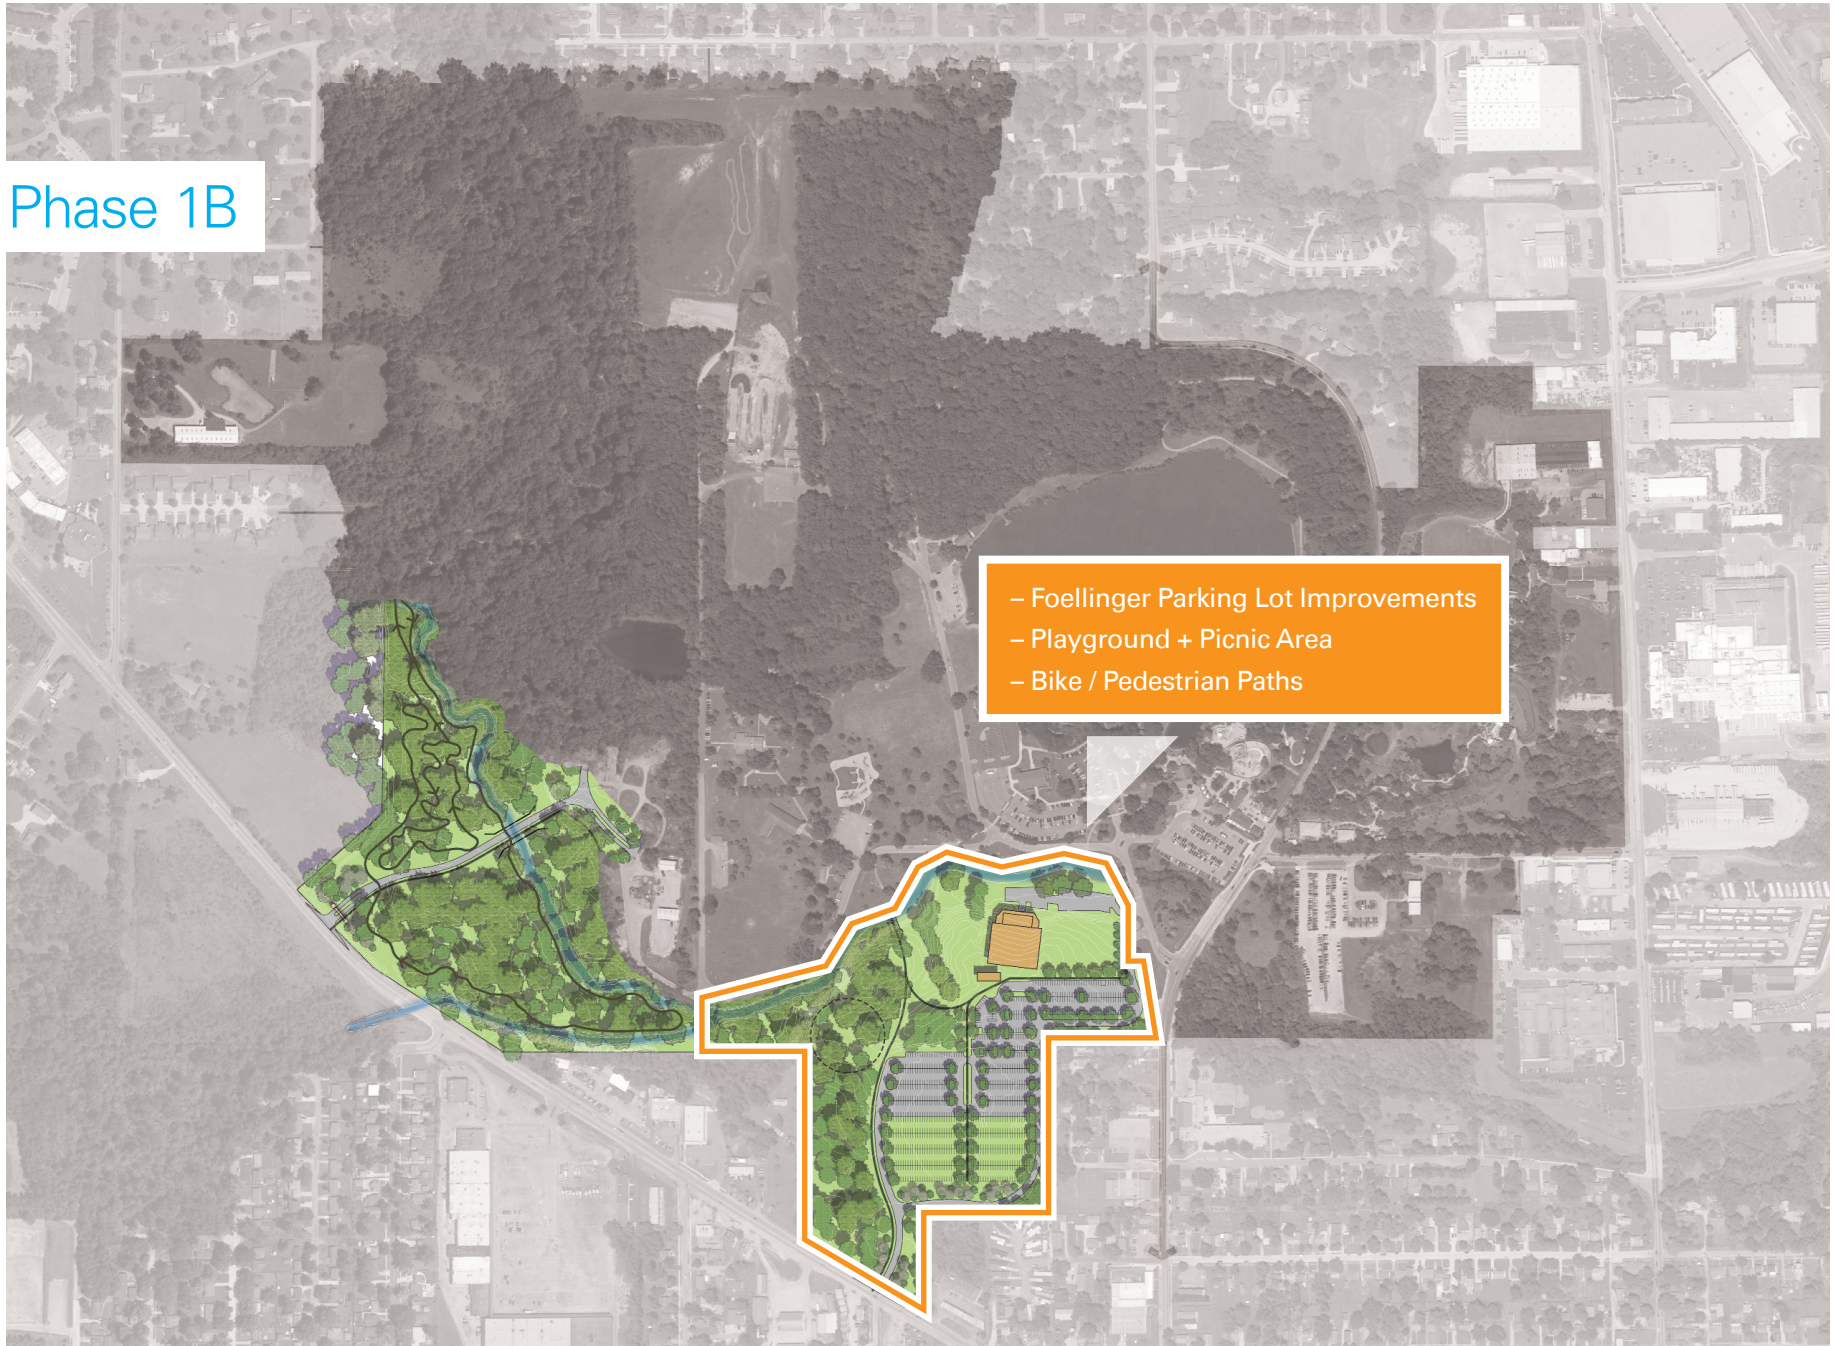 Phase 1B
– Foellinger Parking Lot Improvements
– Playground + Picnic Area
– Bike / Pedestrian Paths